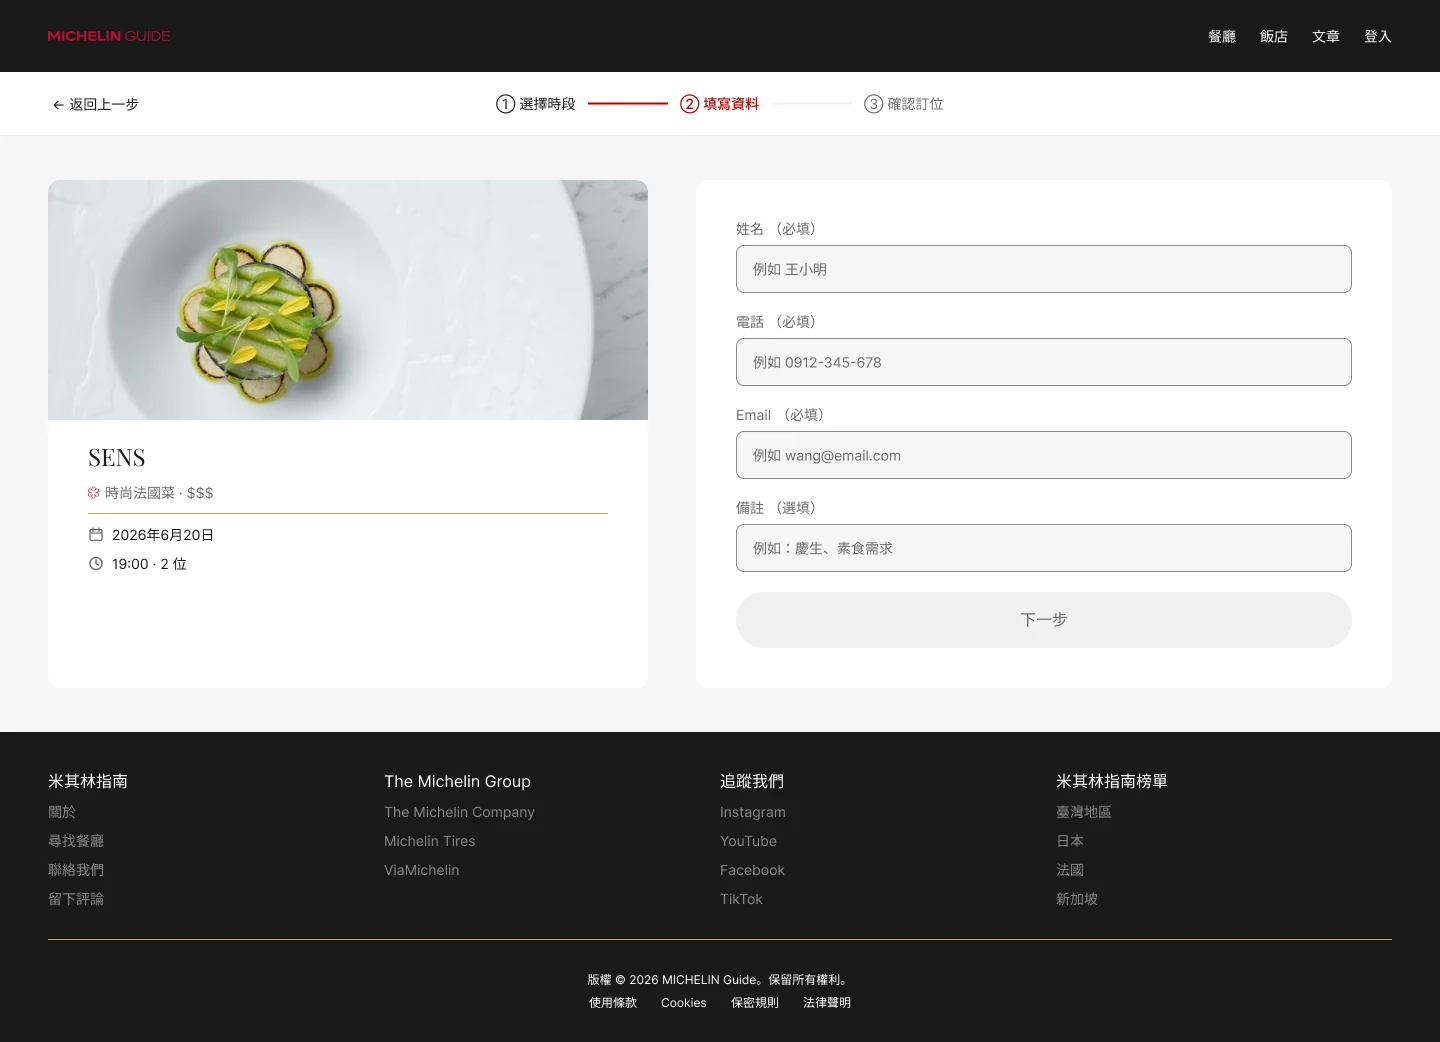 MICHELIN GUIDE
餐廳 飯店 文章 登入
← 返回上一步
① 選擇時段 ② 填寫資料 ③ 確認訂位
SENS
時尚法國菜 · $$$
2026年6月20日
19:00 · 2 位
姓名 （必填）
例如 王小明
電話 （必填）
例如 0912-345-678
Email （必填）
例如 wang@email.com
備註 （選填）
例如：慶生、素食需求
下一步
米其林指南
關於
尋找餐廳
聯絡我們
留下評論
The Michelin Group
The Michelin Company
Michelin Tires
ViaMichelin
追蹤我們
Instagram
YouTube
Facebook
TikTok
米其林指南榜單
臺灣地區
日本
法國
新加坡
版權 © 2026 MICHELIN Guide。保留所有權利。
使用條款 Cookies 保密規則 法律聲明